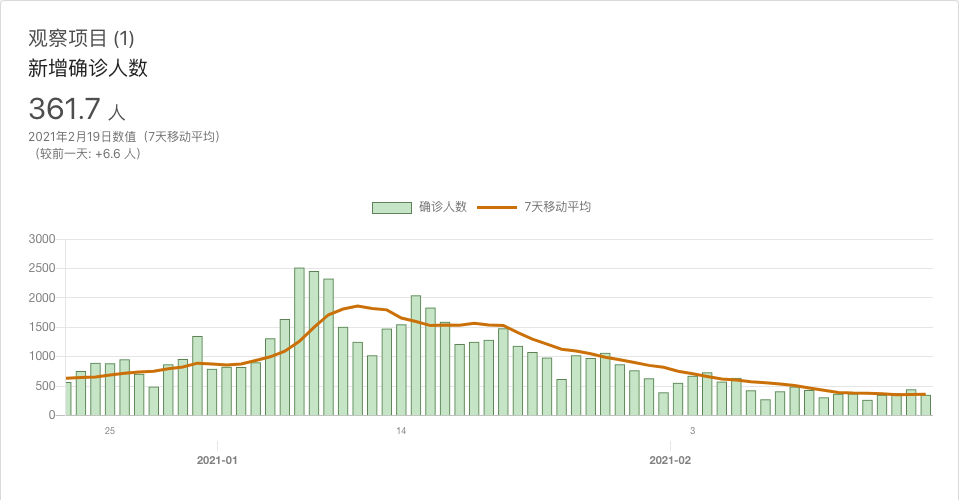 观察项目 (1)
新增确诊人数
361.7 人
2021年2月19日数值（7天移动平均）
（较前一天: +6.6 人）
确诊人数 7天移动平均
3000
2500
2000
1500
1000
500
0
25 14 3
2021-01 2021-02